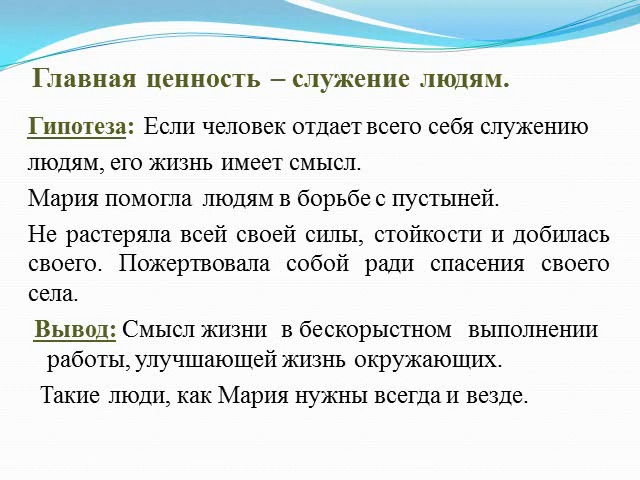 Главная ценность – служение людям.
Гипотеза: Если человек отдает всего себя служению
людям, его жизнь имеет смысл.
Мария помогла людям в борьбе с пустыней.
Не растеряла всей своей силы, стойкости и добилась
своего. Пожертвовала собой ради спасения своего
села.
Вывод: Смысл жизни в бескорыстном выполнении
работы, улучшающей жизнь окружающих.
Такие люди, как Мария нужны всегда и везде.